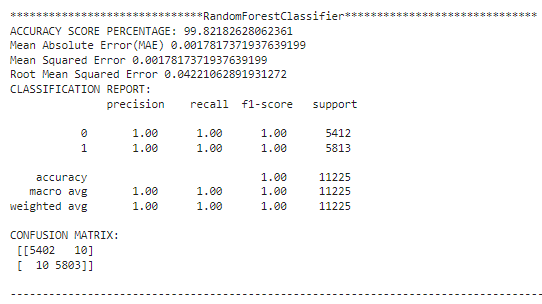 ******************************RandomForestClassifier******************************
ACCURACY SCORE PERCENTAGE: 99.82182628062361
Mean Absolute Error(MAE) 0.0017817371937639199
Mean Squared Error 0.0017817371937639199
Root Mean Squared Error 0.04221062891931272
CLASSIFICATION REPORT:
precision recall f1-score support
0 1.00 1.00 1.00 5412
1 1.00 1.00 1.00 5813
accuracy 1.00 11225
macro avg 1.00 1.00 1.00 11225
weighted avg 1.00 1.00 1.00 11225
CONFUSION MATRIX:
[[5402 10]
[ 10 5803]]
--------------------------------------------------------------------------------